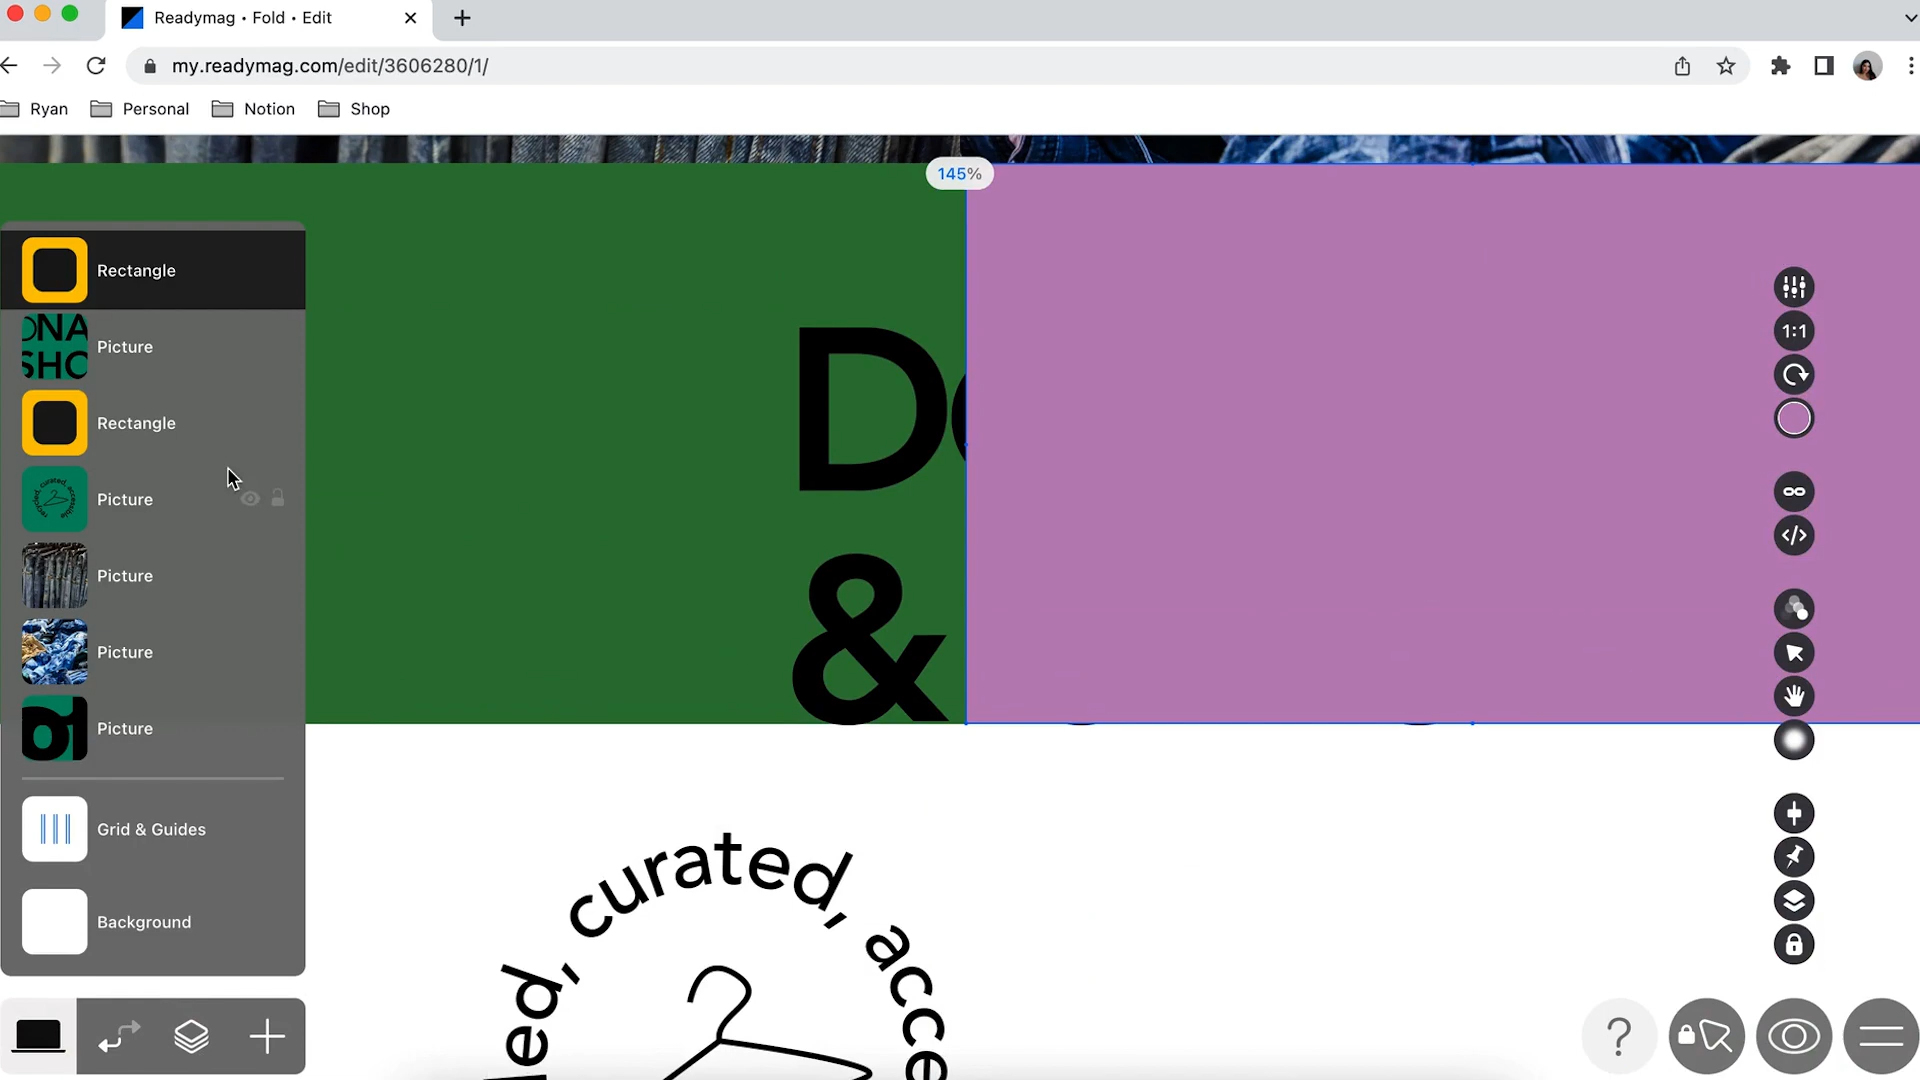 Readymag • Fold • Edit
my.readymag.com/edit/3606280/1/
Ryan
Personal
Notion
Shop
145%
Rectangle
Picture
Rectangle
Picture
Picture
Picture
Picture
Grid & Guides
Background
1:1
D
&
curated,